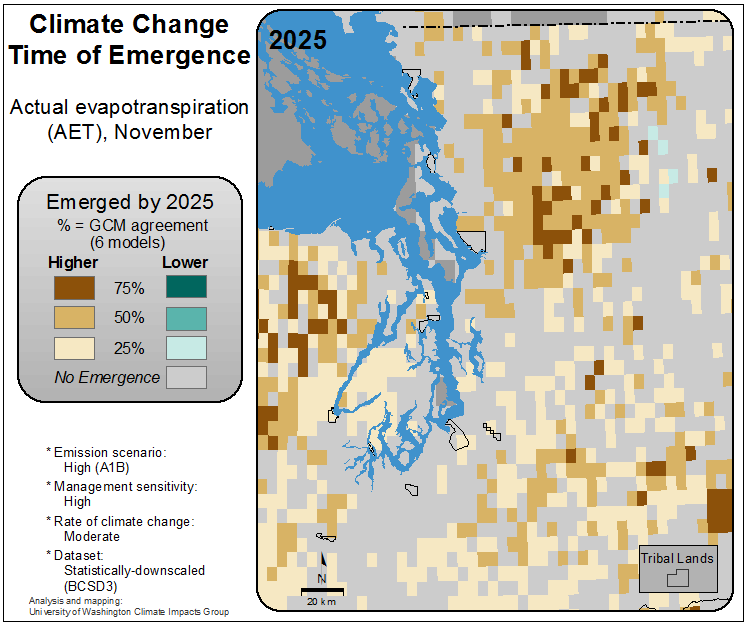 Climate Change
Time of Emergence
Actual evapotranspiration
(AET), November
Emerged by 2025
% = GCM agreement
(6 models)
Higher Lower
75%
50%
25%
No Emergence
* Emission scenario:
High (A1B)
* Management sensitivity:
High
* Rate of climate change:
Moderate
* Dataset:
Statistically-downscaled
(BCSD3)
Analysis and mapping:
University of Washington Climate Impacts Group
2025
N
20 km
Tribal Lands